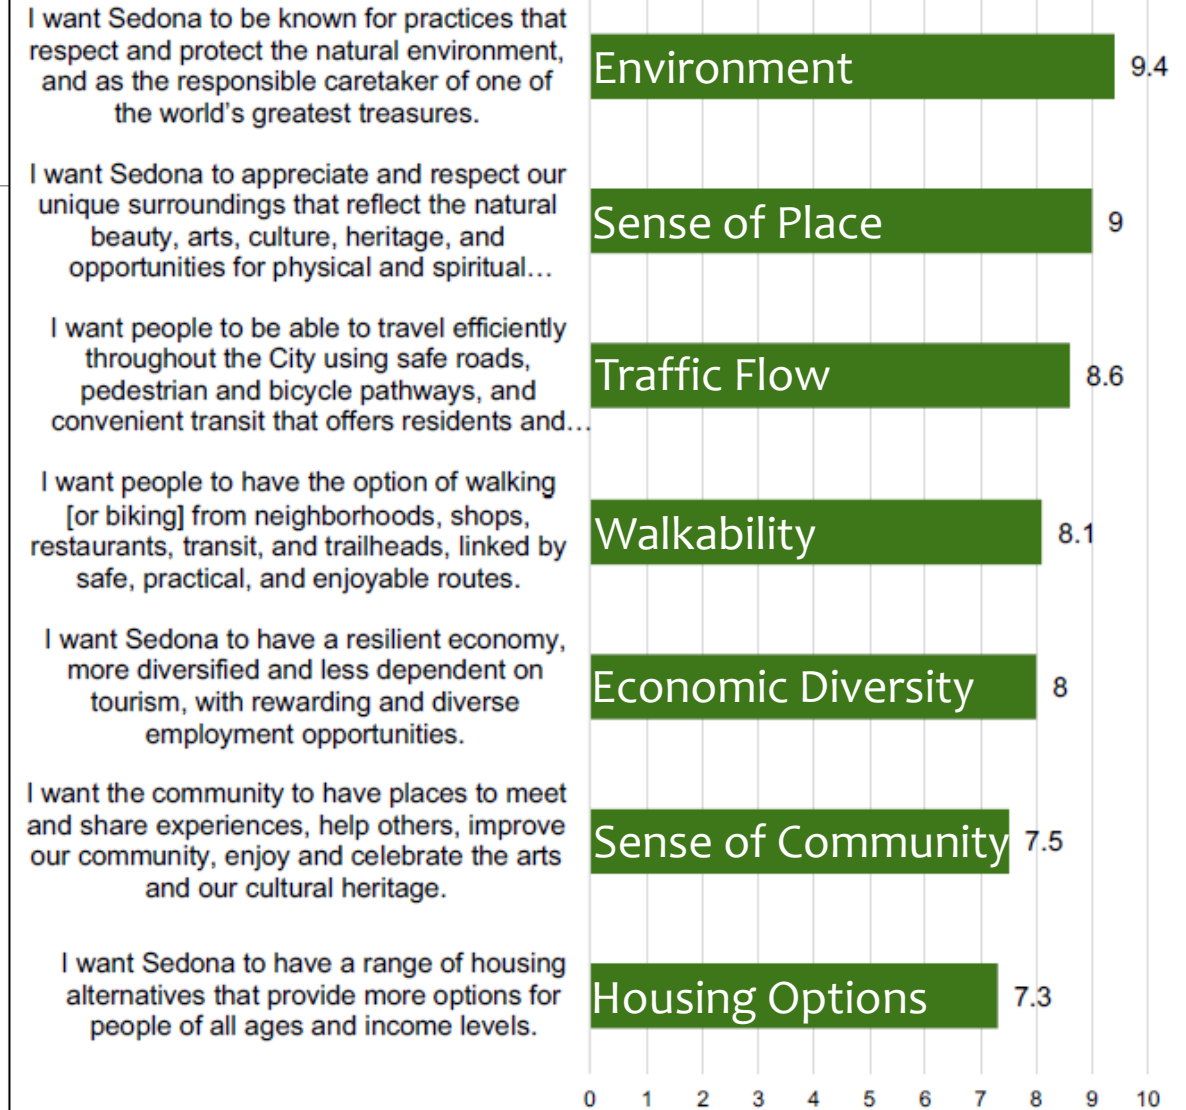 I want Sedona to be known for practices that
respect and protect the natural environment,
and as the responsible caretaker of one of
the world's greatest treasures.
Environment
9.4
I want Sedona to appreciate and respect our
unique surroundings that reflect the natural
beauty, arts, culture, heritage, and
opportunities for physical and spiritual…
Sense of Place
9
I want people to be able to travel efficiently
throughout the City using safe roads,
pedestrian and bicycle pathways, and
convenient transit that offers residents and…
Traffic Flow
8.6
I want people to have the option of walking
[or biking] from neighborhoods, shops,
restaurants, transit, and trailheads, linked by
safe, practical, and enjoyable routes.
Walkability
8.1
I want Sedona to have a resilient economy,
more diversified and less dependent on
tourism, with rewarding and diverse
employment opportunities.
Economic Diversity
8
I want the community to have places to meet
and share experiences, help others, improve
our community, enjoy and celebrate the arts
and our cultural heritage.
Sense of Community
7.5
I want Sedona to have a range of housing
alternatives that provide more options for
people of all ages and income levels.
Housing Options
7.3
0 1 2 3 4 5 6 7 8 9 10